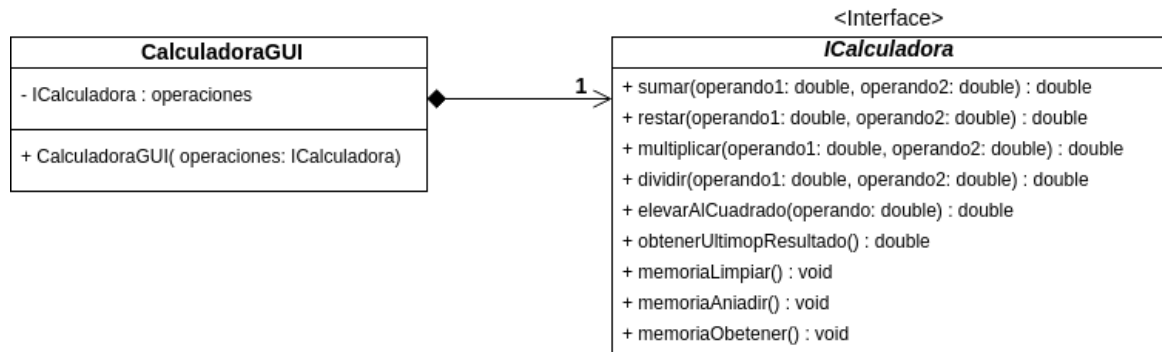 <Interface>
CalculadoraGUI
- ICalculadora : operaciones
+ CalculadoraGUI( operaciones: ICalculadora)
1
ICalculadora
+ sumar(operando1: double, operando2: double) : double
+ restar(operando1: double, operando2: double) : double
+ multiplicar(operando1: double, operando2: double) : double
+ dividir(operando1: double, operando2: double) : double
+ elevarAlCuadrado(operando: double) : double
+ obtenerUltimopResultado() : double
+ memoriaLimpiar() : void
+ memoriaAniadir() : void
+ memoriaObetener() : void